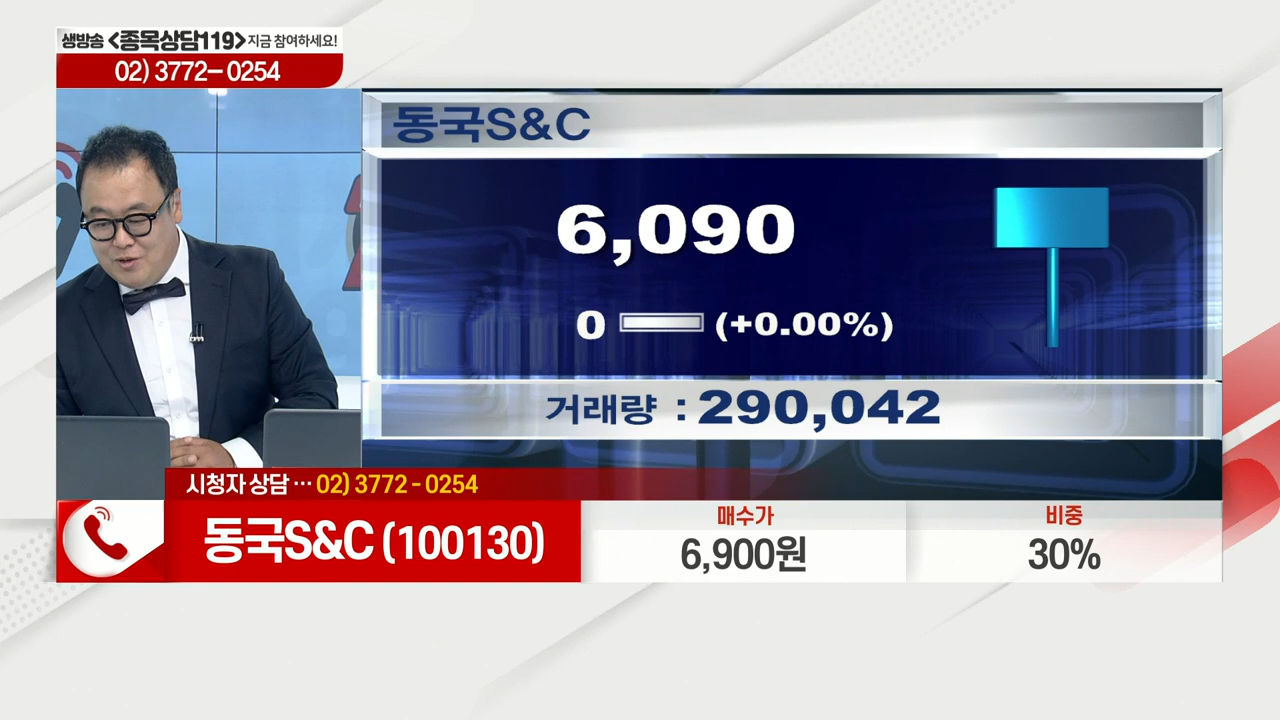 생방송 <종목상담119> 지금 참여하세요!
02) 3772-0254
동국S&C
6,090
0 (+0.00%)
거래량 : 290,042
시청자 상담 … 02) 3772 - 0254
동국S&C (100130)
매수가
6,900원
비중
30%